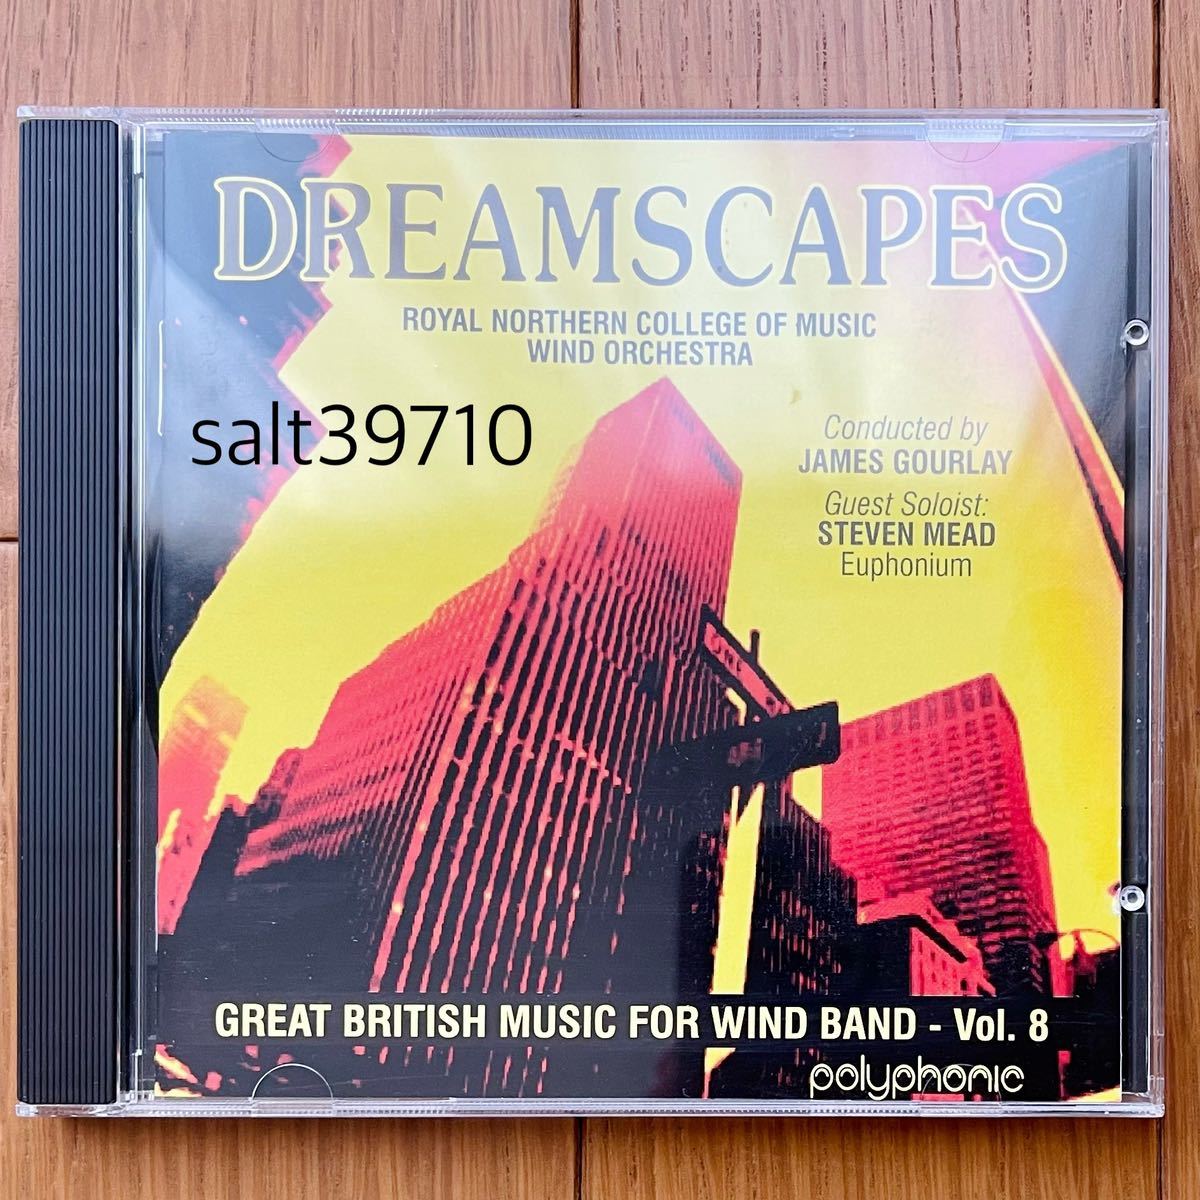 DREAMSCAPES
ROYAL NORTHERN COLLEGE OF MUSIC
WIND ORCHESTRA
salt39710
Conducted by
JAMES GOURLAY
Guest Soloist:
STEVEN MEAD
Euphonium
GREAT BRITISH MUSIC FOR WIND BAND - Vol. 8
polyphonic